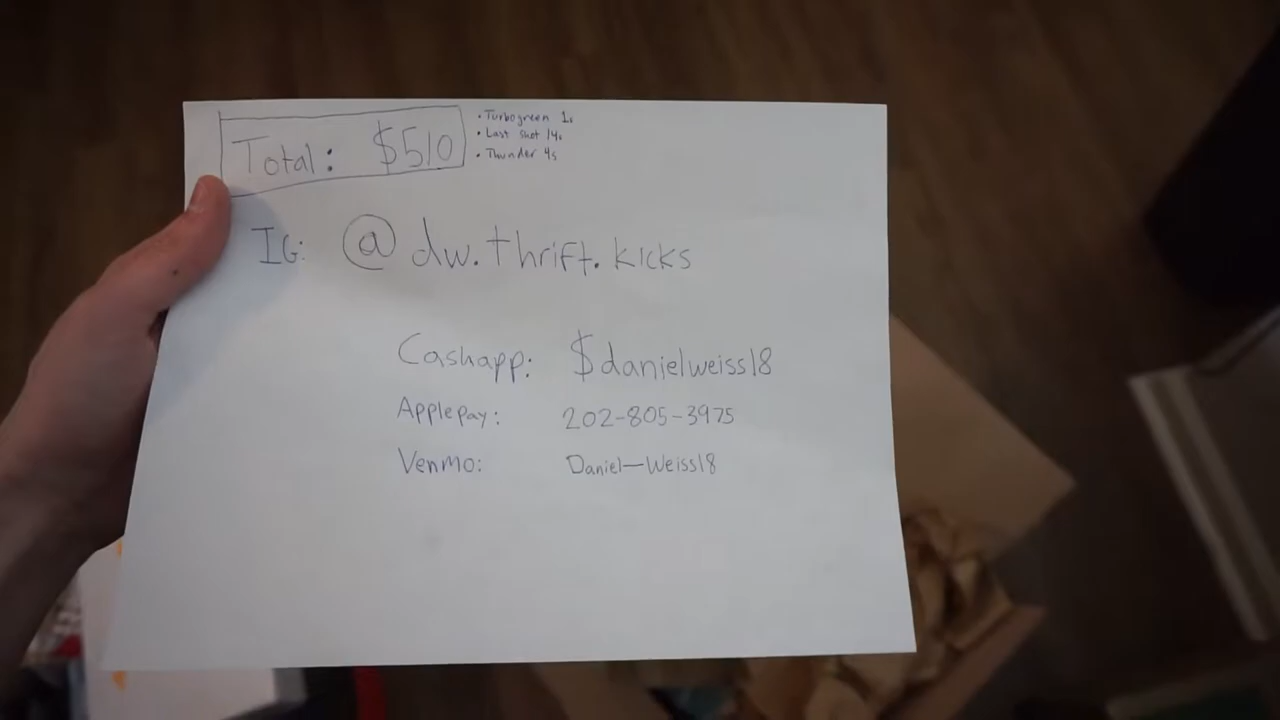 Total: $510
• Turbogreen 1s
• Last shot 14s
• Thunder 4s
IG: @dw.thrift.kicks
Cashapp: $danielweiss18
Applepay: 202-805-3975
Venmo: Daniel—Weiss18